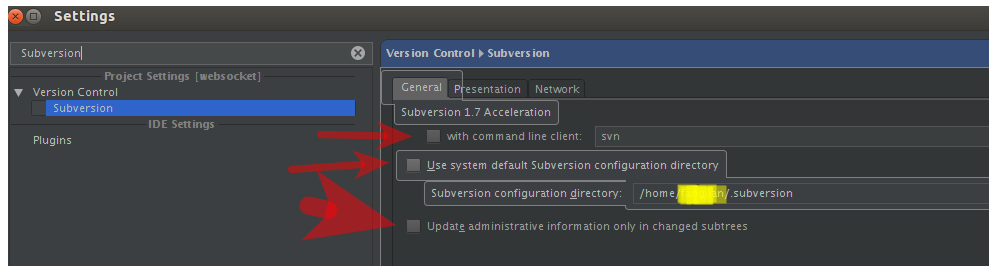 Settings
Subversion
Project Settings [websocket]
Version Control
Subversion
IDE Settings
Plugins
Version Control Subversion
General Presentation Network
Subversion 1.7 Acceleration
with command line client: svn
Use system default Subversion configuration directory
Subversion configuration directory: /home/ /.subversion
Update administrative information only in changed subtrees